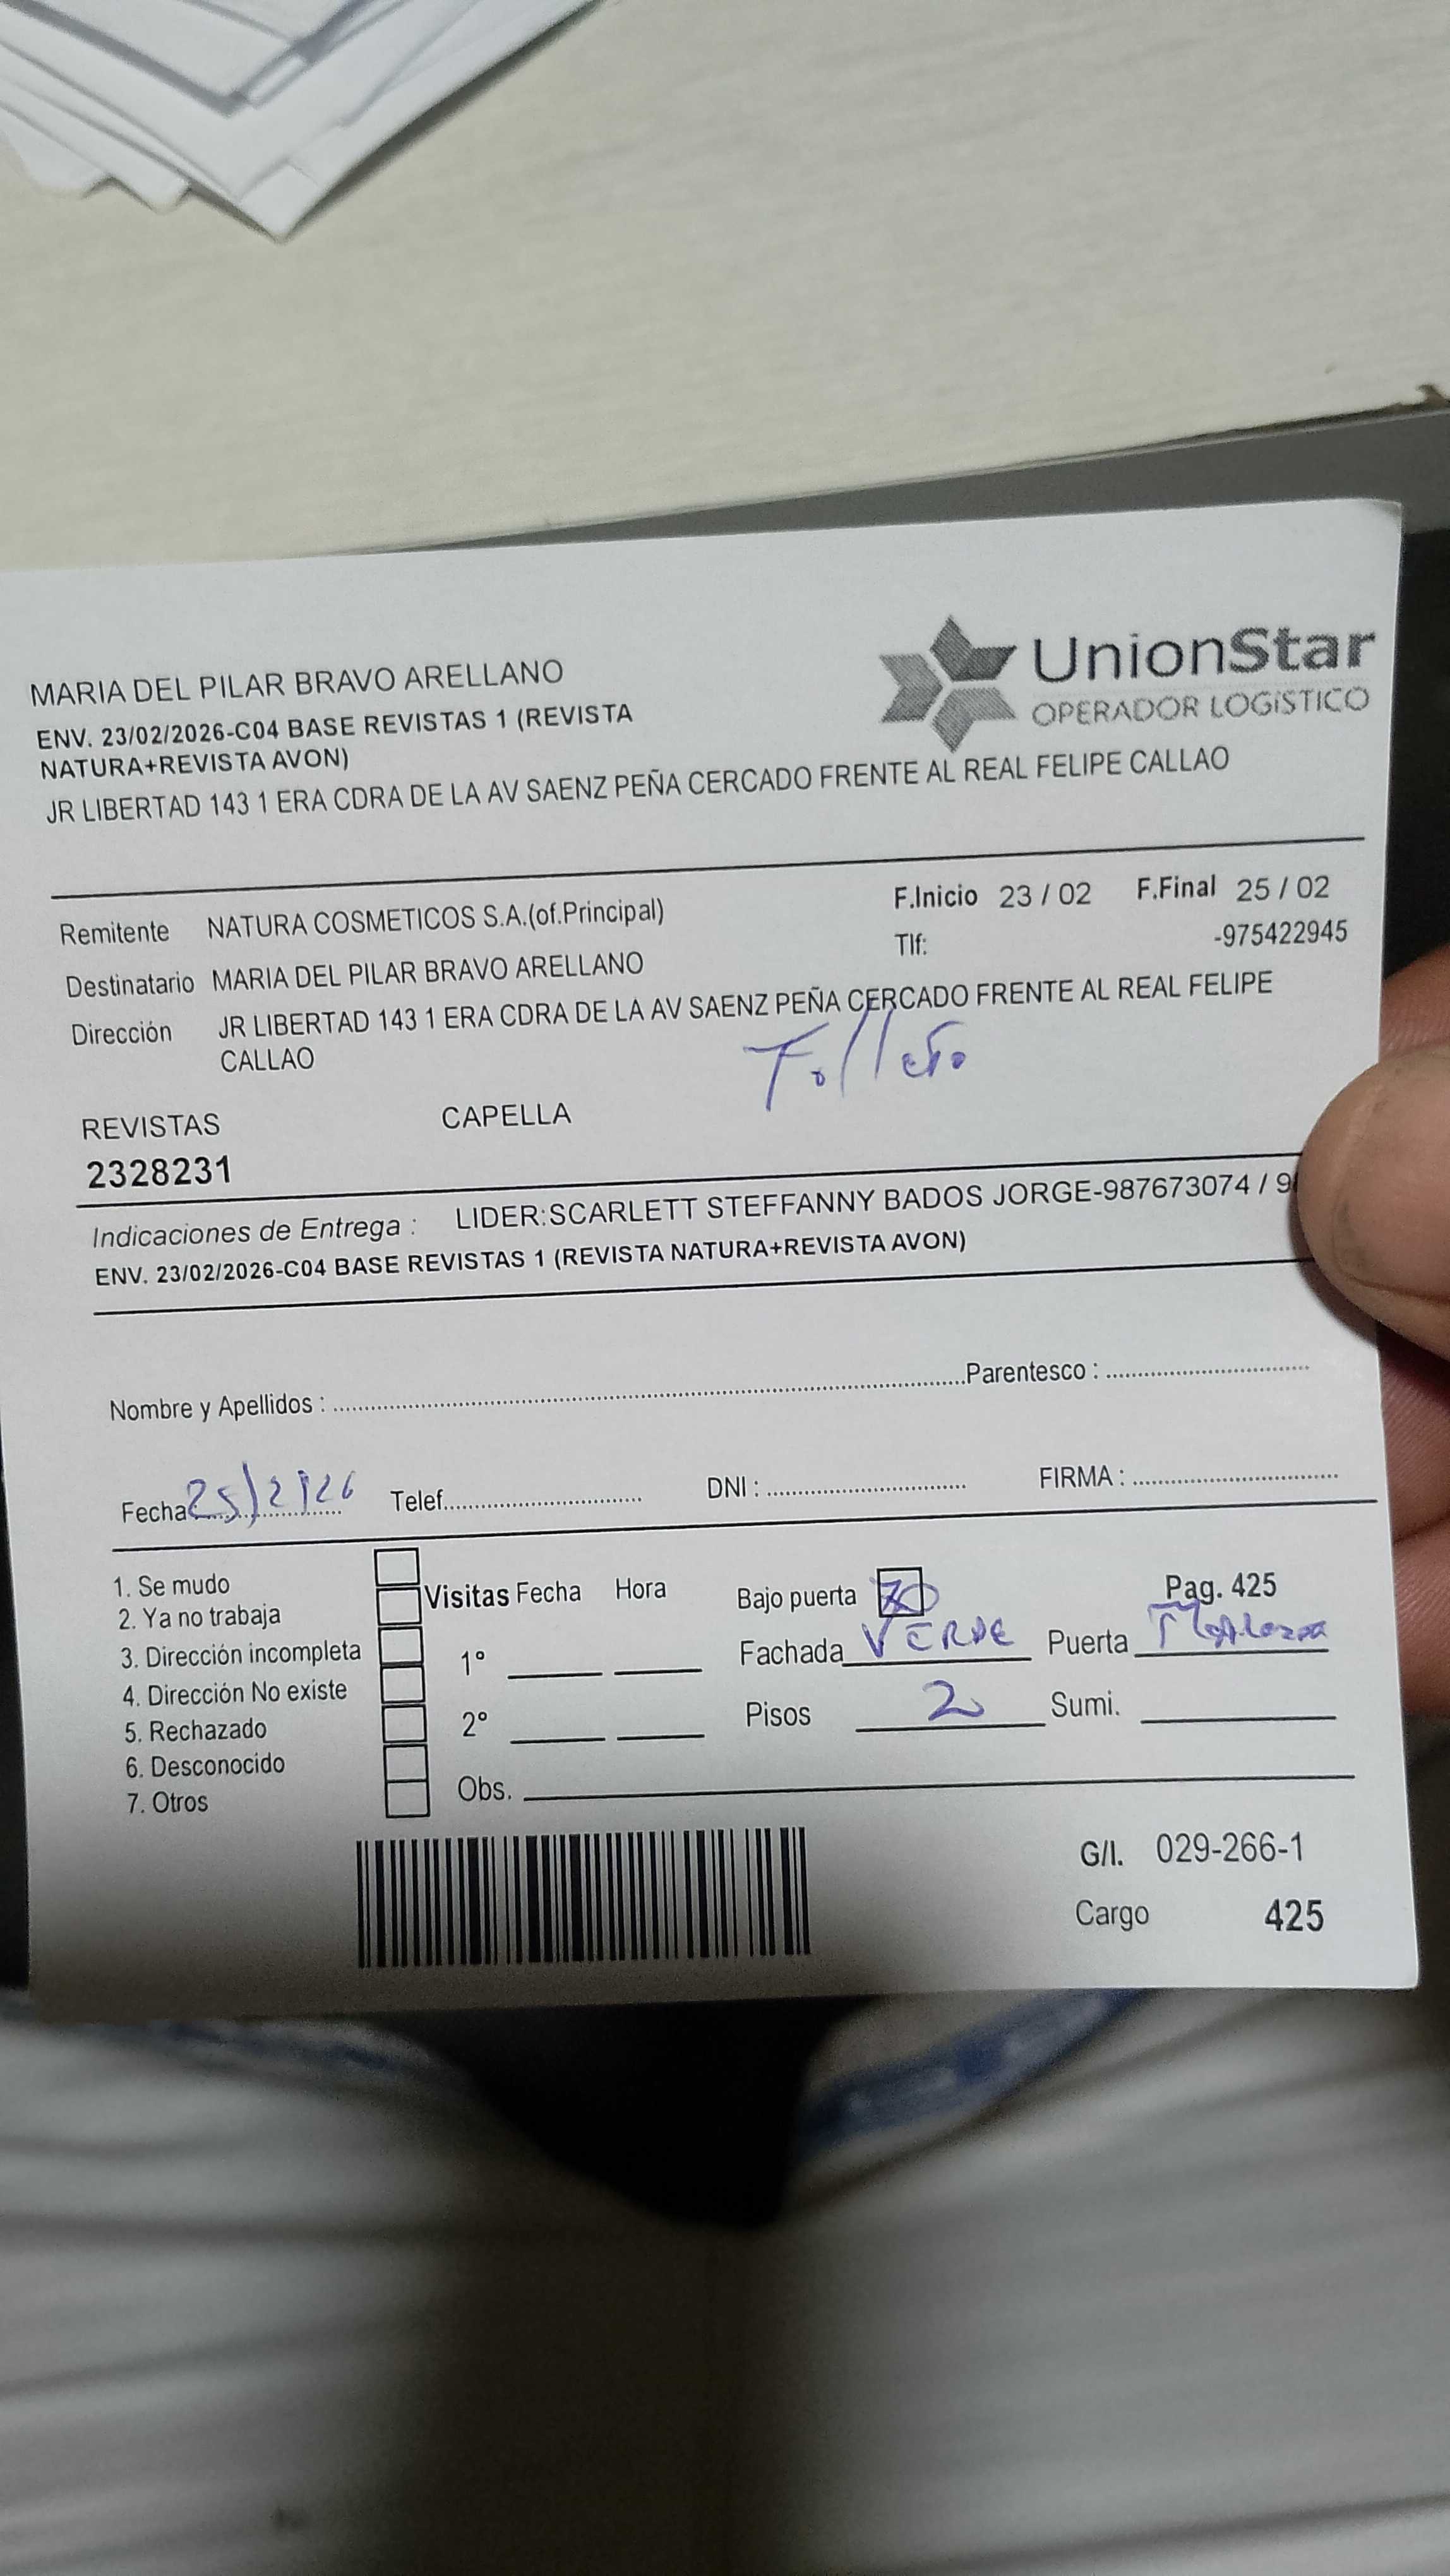 MARIA DEL PILAR BRAVO ARELLANO
UnionStar
OPERADOR LOGÍSTICO
ENV. 23/02/2026-C04 BASE REVISTAS 1 (REVISTA
NATURA+REVISTA AVON)
JR LIBERTAD 143 1 ERA CDRA DE LA AV SAENZ PEÑA CERCADO FRENTE AL REAL FELIPE CALLAO
Remitente NATURA COSMETICOS S.A.(of.Principal) F.Inicio 23 / 02 F.Final 25 / 02
Tlf: -975422945
Destinatario MARIA DEL PILAR BRAVO ARELLANO
Dirección JR LIBERTAD 143 1 ERA CDRA DE LA AV SAENZ PEÑA CERCADO FRENTE AL REAL FELIPE
CALLAO
REVISTAS CAPELLA
2328231
Indicaciones de Entrega : LIDER:SCARLETT STEFFANNY BADOS JORGE-987673074 / 9
ENV. 23/02/2026-C04 BASE REVISTAS 1 (REVISTA NATURA+REVISTA AVON)
Nombre y Apellidos : Parentesco :
Fecha 25/2/26 Telef. DNI : FIRMA :
1. Se mudo
2. Ya no trabaja
3. Dirección incompleta
4. Dirección No existe
5. Rechazado
6. Desconocido
7. Otros
Visitas Fecha Hora
1°
2°
Obs.
Bajo puerta Pag. 425
Fachada VERDE Puerta
Pisos 2 Sumi.
G/I. 029-266-1
Cargo 425